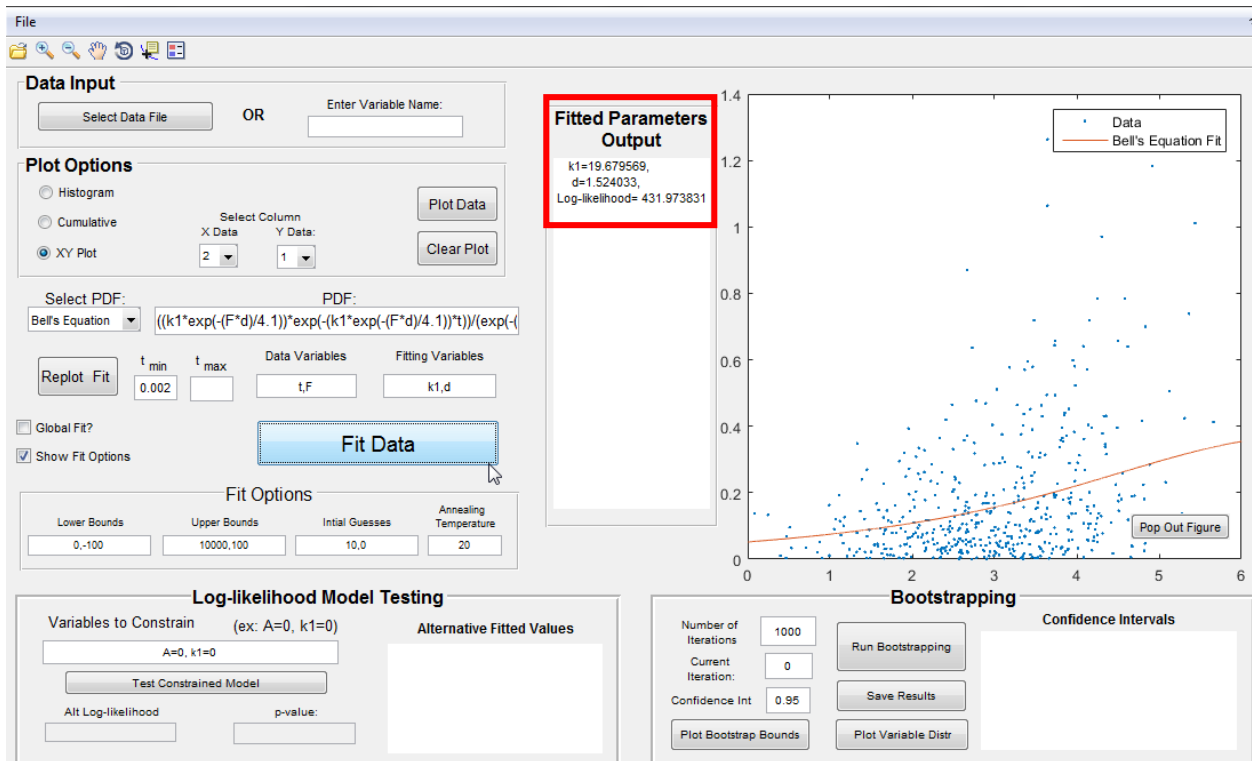 File
Data Input
Select Data File
OR
Enter Variable Name:
Plot Options
Histogram
Cumulative
XY Plot
Select Column
X Data Y Data:
2 1
Plot Data
Clear Plot
Select PDF:
PDF:
Bell's Equation
((k1*exp(-(F*d)/4.1))*exp(-(k1*exp(-(F*d)/4.1))*t))/(exp(-(
Replot Fit
t min
0.002
t max
Data Variables
t,F
Fitting Variables
k1,d
Global Fit?
Show Fit Options
Fit Data
Fit Options
Lower Bounds
0,-100
Upper Bounds
10000,100
Intial Guesses
10,0
Annealing
Temperature
20
Fitted Parameters
Output
k1=19.679569,
d=1.524033,
Log-likelihood= 431.973831
1.4
1.2
1
0.8
0.6
0.4
0.2
0
0 1 2 3 4 5 6
Data
Bell's Equation Fit
Pop Out Figure
Log-likelihood Model Testing
Variables to Constrain (ex: A=0, k1=0)
A=0, k1=0
Test Constrained Model
Alt Log-likelihood
p-value:
Alternative Fitted Values
Bootstrapping
Number of
Iterations
1000
Current
Iteration:
0
Confidence Int
0.95
Plot Bootstrap Bounds
Run Bootstrapping
Save Results
Plot Variable Distr
Confidence Intervals